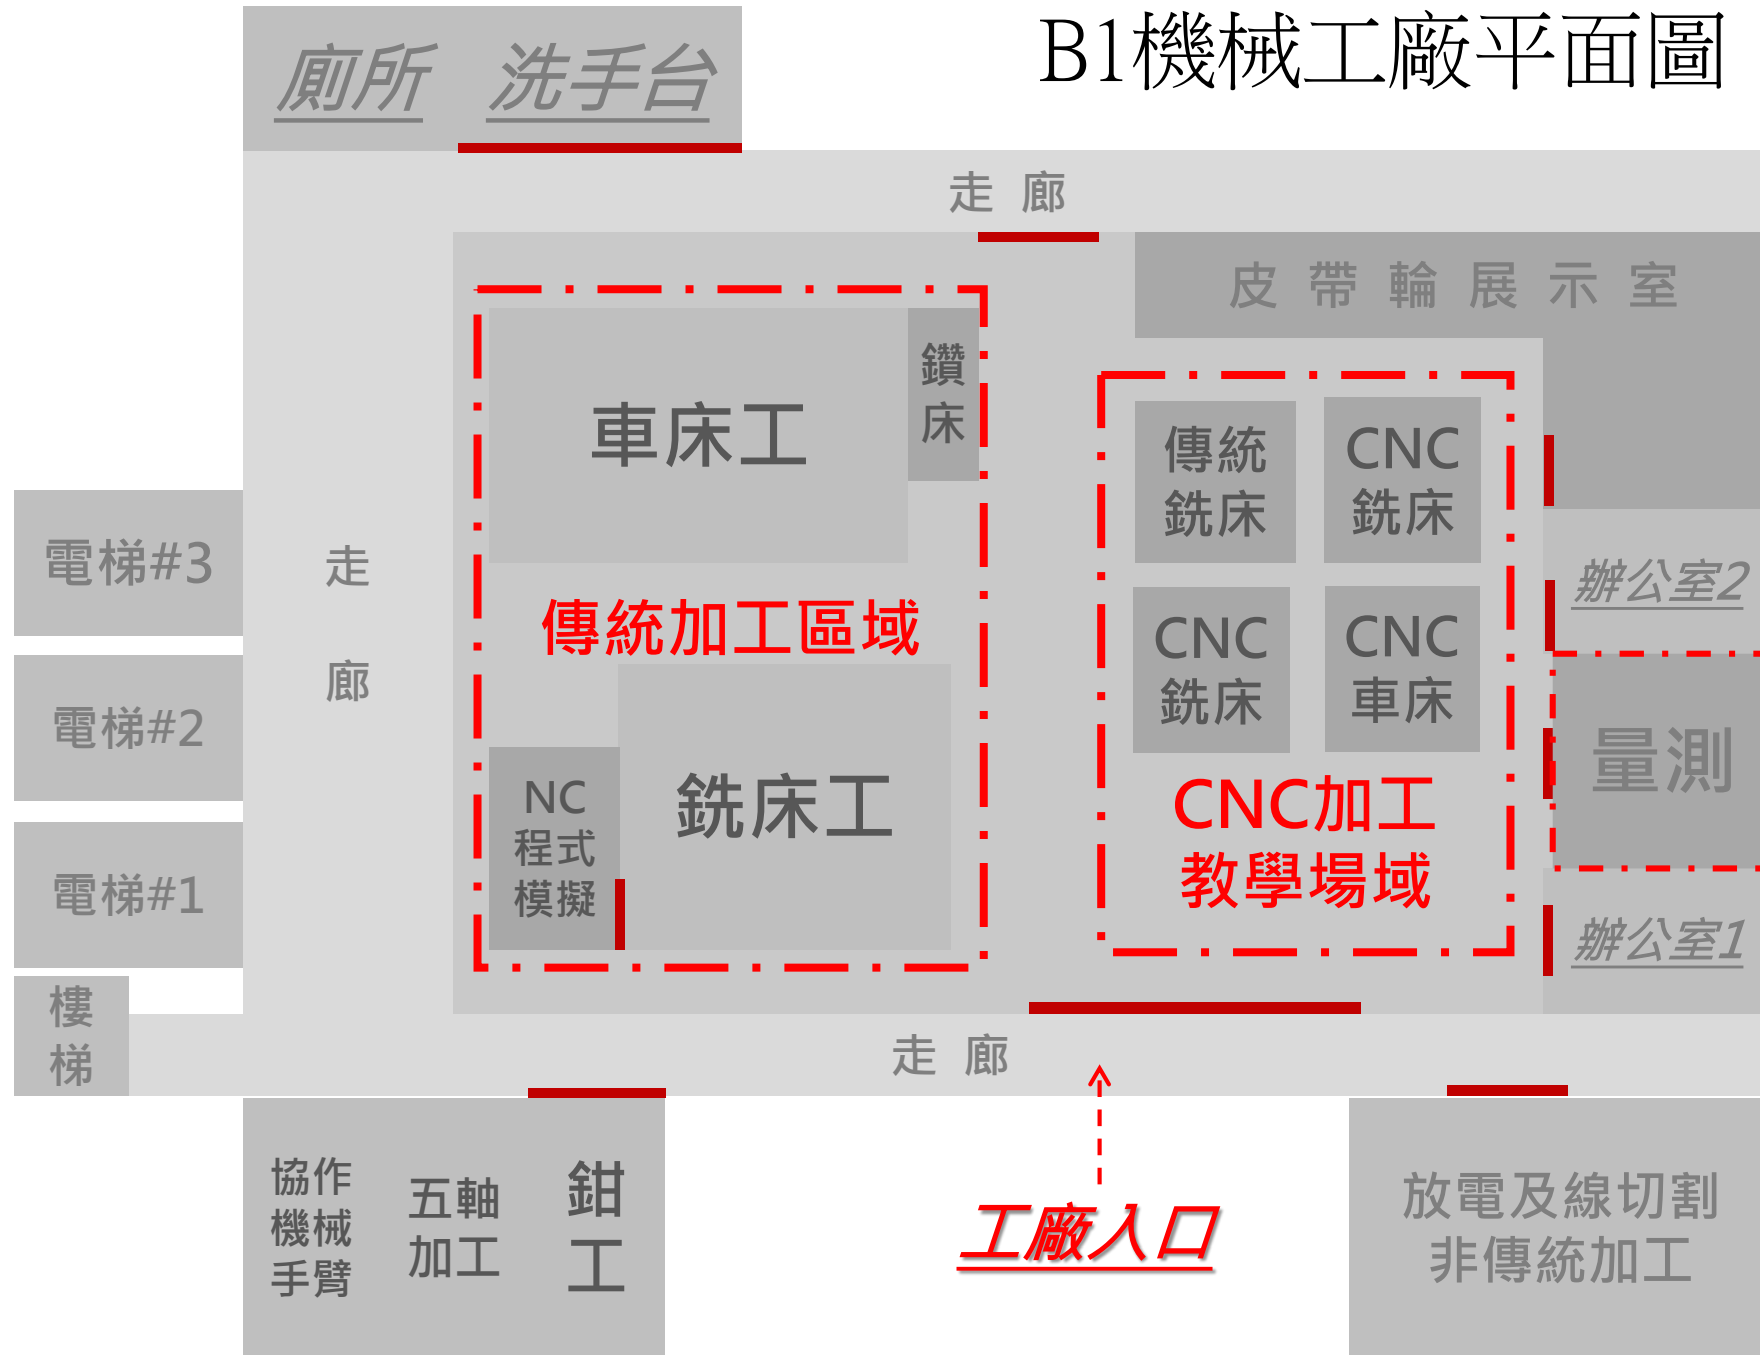 B1機械工廠平面圖
廁所 洗手台
走廊
皮帶輪展示室
車床工
鑽
床
傳統
銑床
CNC
銑床
電梯#3
走
廊
傳統加工區域
CNC
銑床
CNC
車床
辦公室2
電梯#2
NC
程式
模擬
銑床工
CNC加工
教學場域
量測
電梯#1
辦公室1
樓
梯
走廊
協作
機械
手臂
五軸
加工
鉗
工
工廠入口
放電及線切割
非傳統加工